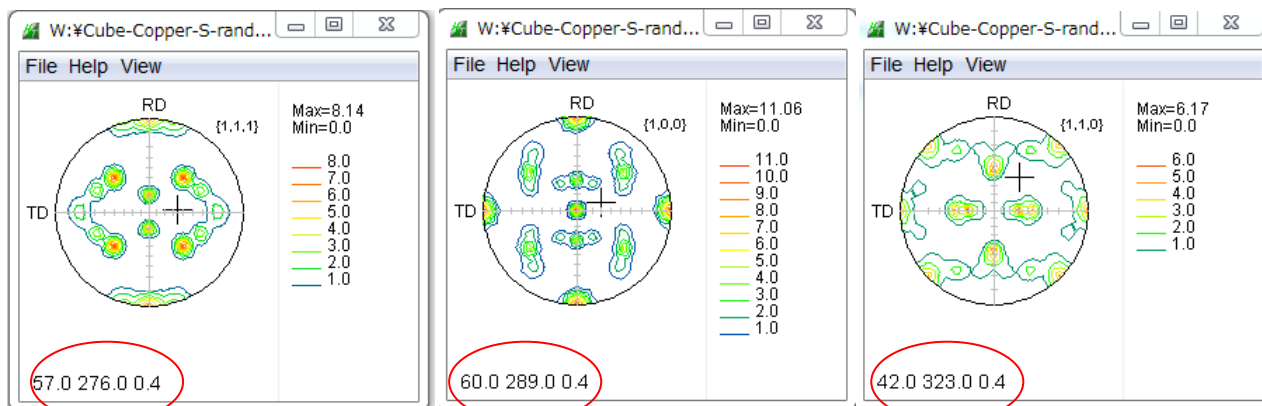 W:¥Cube-Copper-S-rand...
File Help View
RD
{1,1,1}
TD
Max=8.14
Min=0.0
8.0
7.0
6.0
5.0
4.0
3.0
2.0
1.0
57.0 276.0 0.4
W:¥Cube-Copper-S-rand...
File Help View
RD
{1,0,0}
TD
Max=11.06
Min=0.0
11.0
10.0
9.0
8.0
7.0
6.0
5.0
4.0
3.0
2.0
1.0
60.0 289.0 0.4
W:¥Cube-Copper-S-rand...
File Help View
RD
{1,1,0}
TD
Max=6.17
Min=0.0
6.0
5.0
4.0
3.0
2.0
1.0
42.0 323.0 0.4